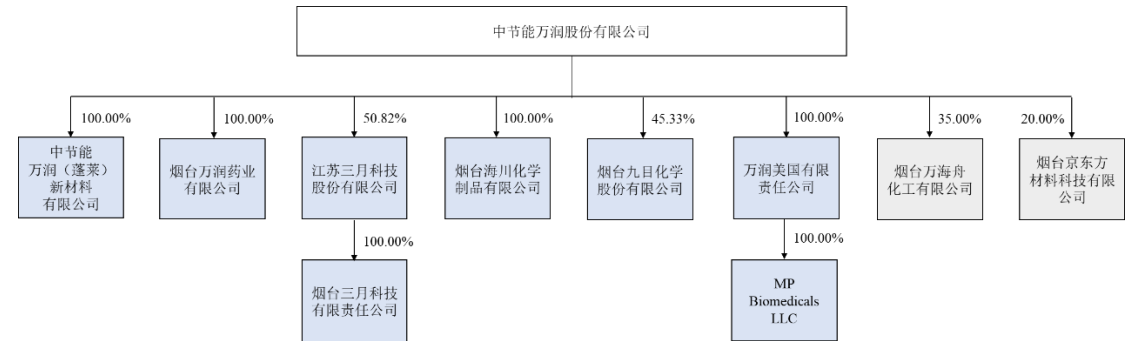 中节能万润股份有限公司
100.00%
100.00%
50.82%
100.00%
45.33%
100.00%
35.00%
20.00%
中节能
万润（蓬莱）
新材料
有限公司
烟台万润药业
有限公司
江苏三月科技
股份有限公司
烟台海川化学
制品有限公司
烟台九目化学
股份有限公司
万润美国有限
责任公司
烟台万海舟
化工有限公司
烟台京东方
材料科技有限
公司
100.00%
100.00%
烟台三月科技
有限责任公司
MP
Biomedicals
LLC